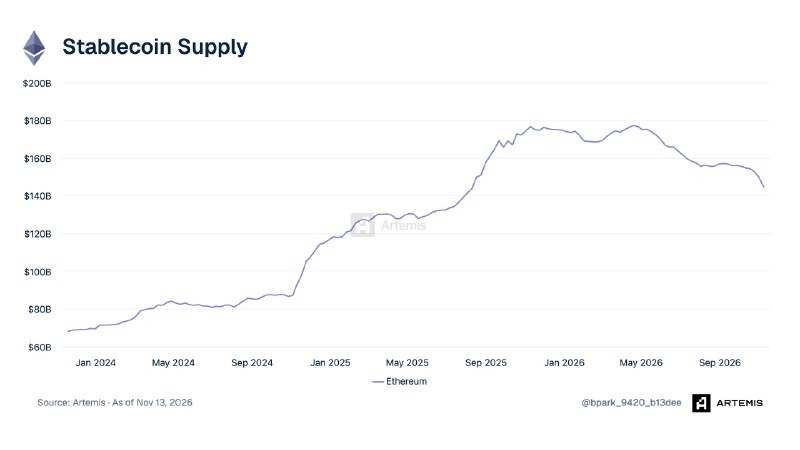 Stablecoin Supply
$200B
$180B
$160B
$140B
$120B
$100B
$80B
$60B
Artemis
Jan 2024 May 2024 Sep 2024 Jan 2025 May 2025 Sep 2025 Jan 2026 May 2026 Sep 2026
Ethereum
Source: Artemis · As of Nov 13, 2026 @bpark_9420_b13dee ARTEMIS